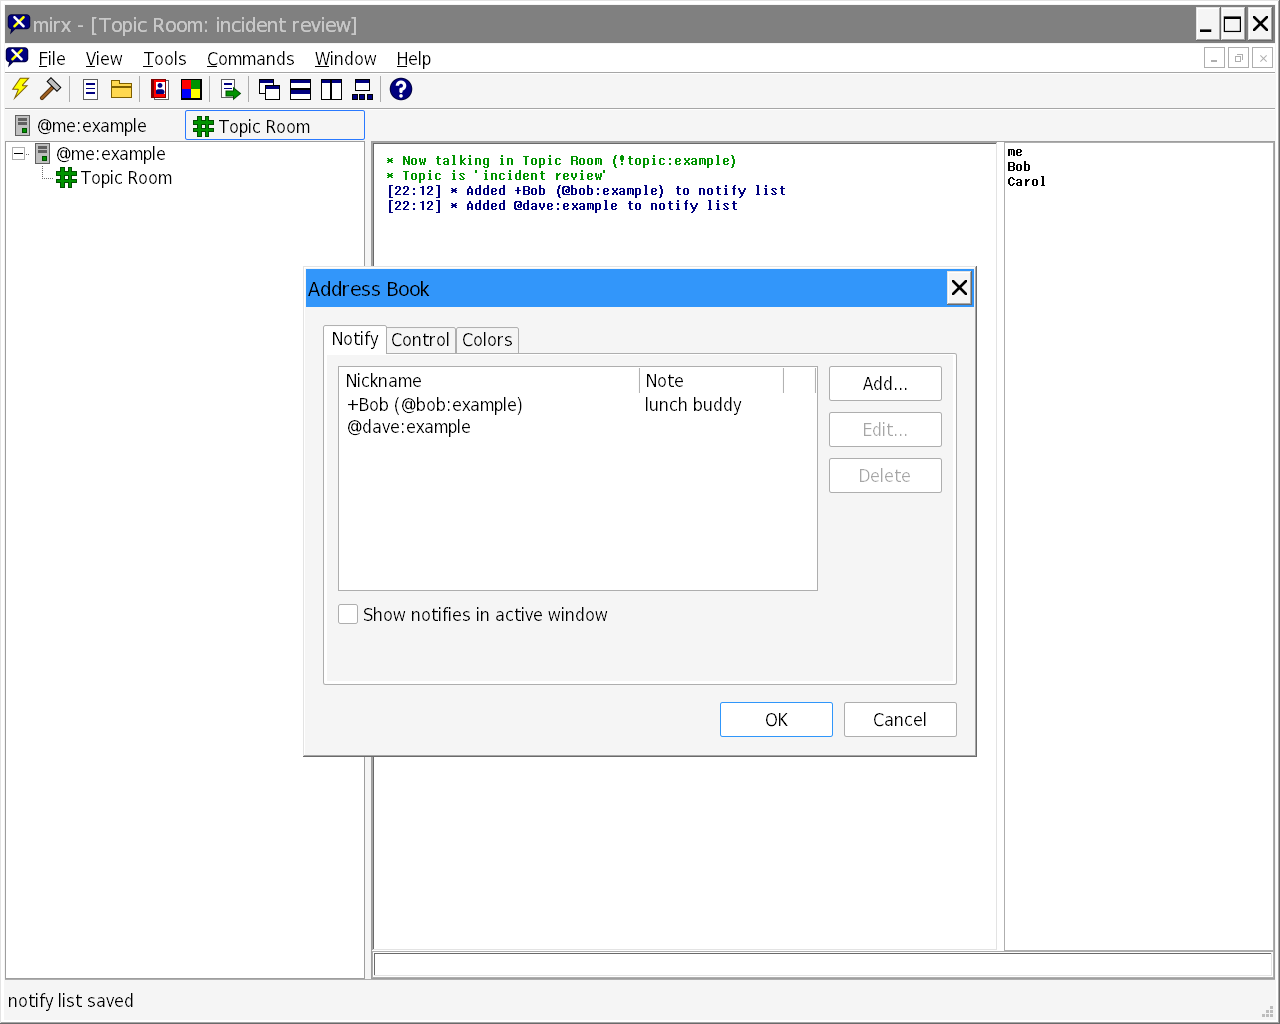 mirx - [Topic Room: incident review]
File View Tools Commands Window Help
@me:example Topic Room
@me:example
Topic Room
* Now talking in Topic Room (!topic:example)
* Topic is 'incident review'
[22:12] * Added +Bob (@bob:example) to notify list
[22:12] * Added @dave:example to notify list
me
Bob
Carol
Address Book
Notify Control Colors
Nickname Note
+Bob (@bob:example) lunch buddy
@dave:example
Add...
Edit...
Delete
Show notifies in active window
OK Cancel
notify list saved